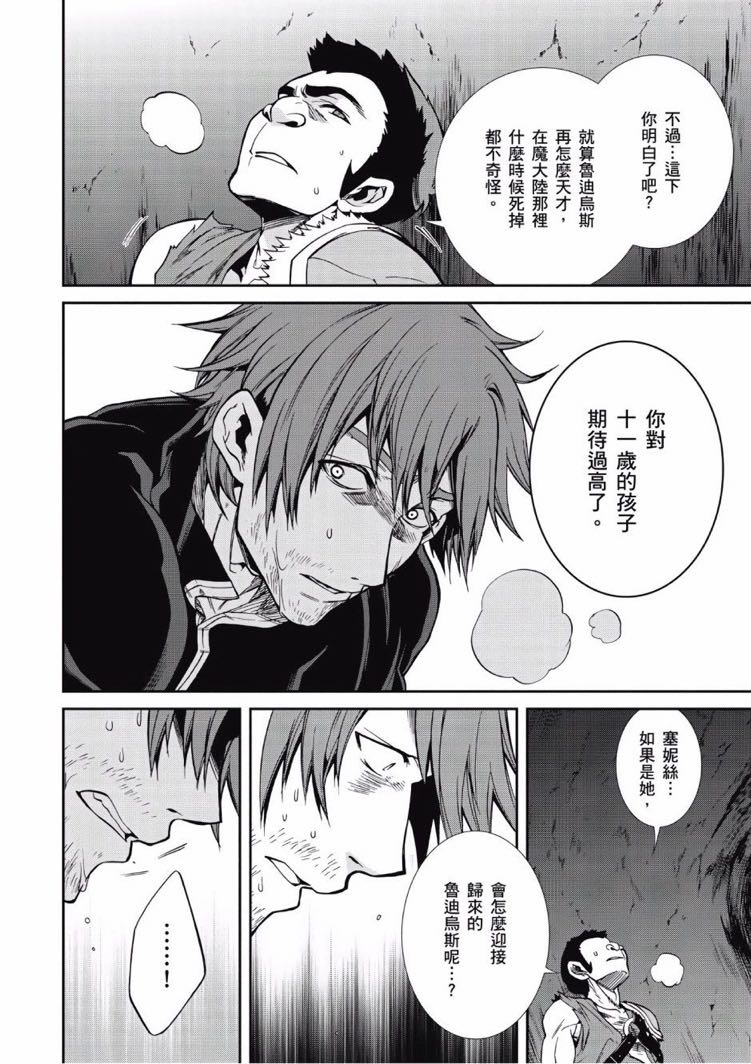 不過…這下
你明白了吧？
就算魯迪烏斯
再怎麼天才，
在魔大陸那裡
什麼時候死掉
都不奇怪。
你對
十一歲的孩子
期待過高了。
塞妮絲…
如果是她，
會怎麼迎接
歸來的
魯迪烏斯呢…？
……！